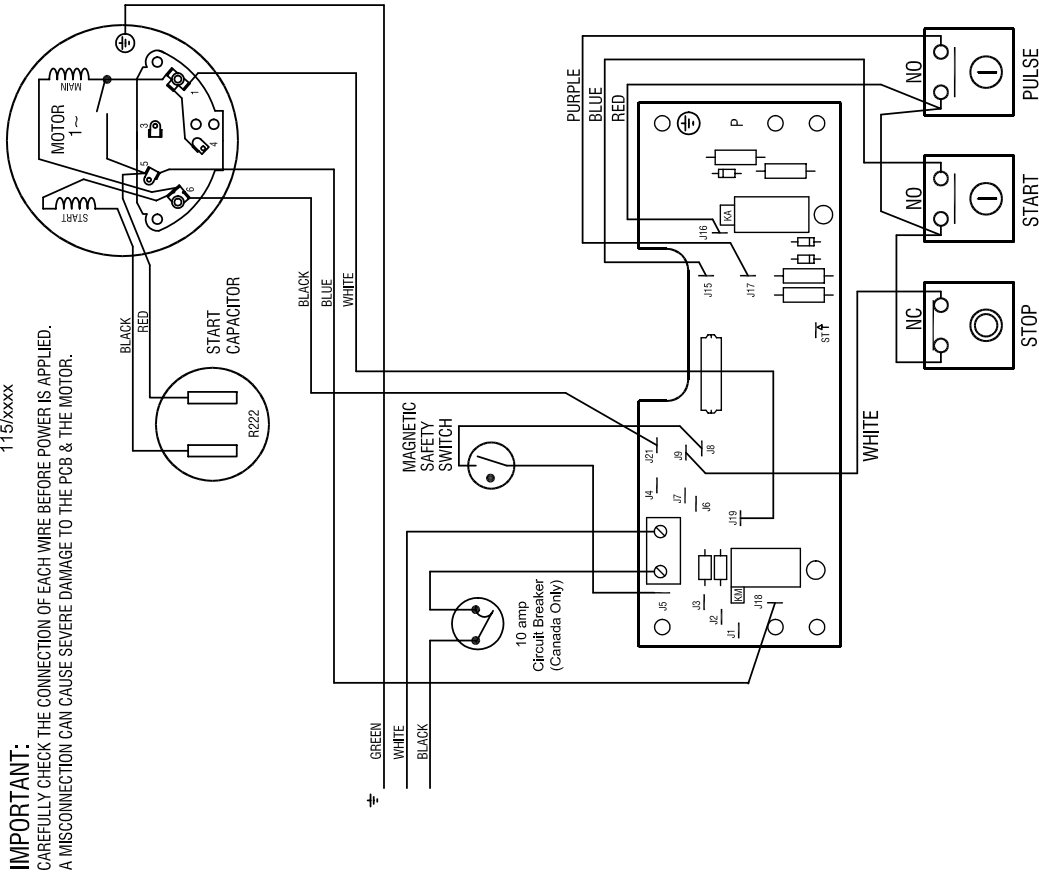 115/xxxx
IMPORTANT:
CAREFULLY CHECK THE CONNECTION OF EACH WIRE BEFORE POWER IS APPLIED.
A MISCONNECTION CAN CAUSE SEVERE DAMAGE TO THE PCB & THE MOTOR.
MAIN
MOTOR
1~
START
1
3
4
5
6
BLACK
RED
START
CAPACITOR
R222
BLACK
BLUE
WHITE
MAGNETIC
SAFETY
SWITCH
10 amp
Circuit Breaker
(Canada Only)
GREEN
WHITE
BLACK
PURPLE
BLUE
RED
P
KA
J16
J15
J17
ST
J21
J9
J8
J4
J7
J6
J19
J5
J3
J2
J1
KM
J18
WHITE
NO
PULSE
NO
START
NC
STOP